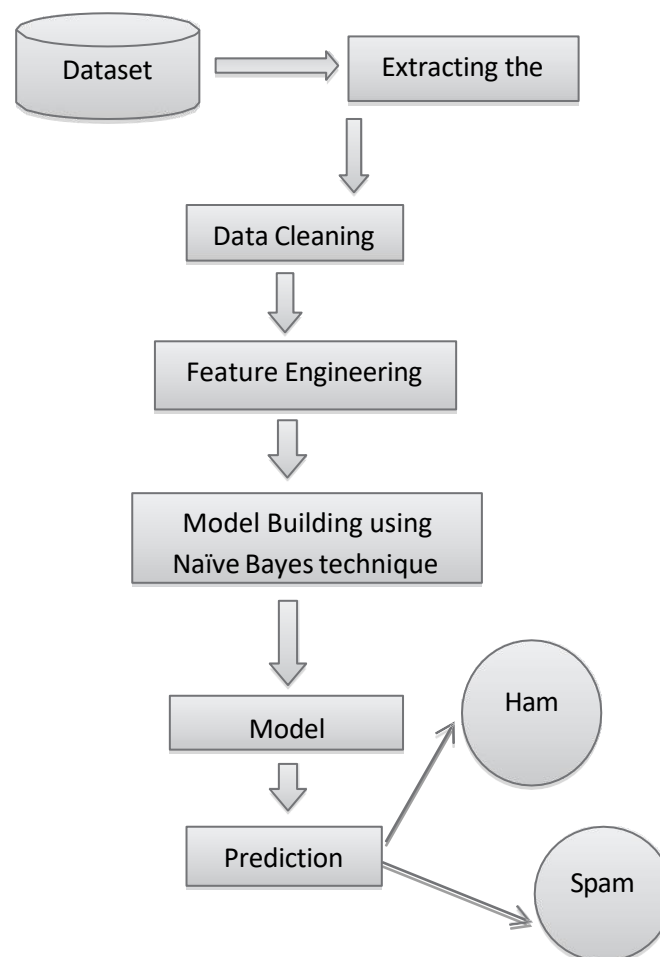 Dataset
Extracting the
Data Cleaning
Feature Engineering
Model Building using
Naïve Bayes technique
Model
Ham
Prediction
Spam